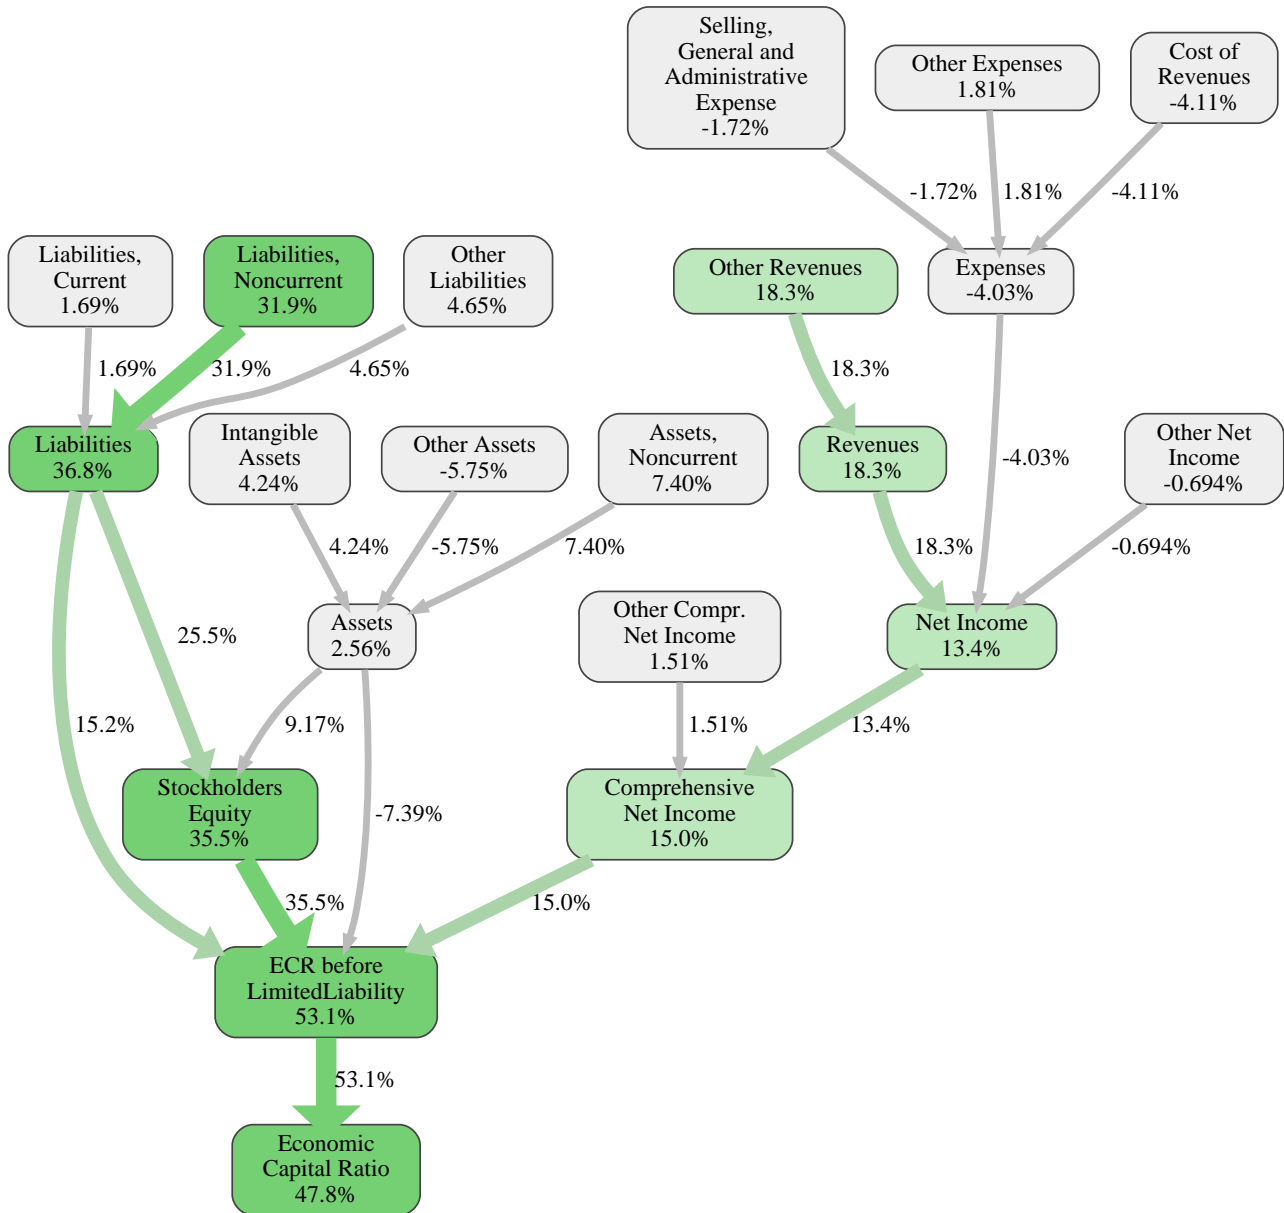 Selling,
General and
Administrative
Expense
-1.72%
Other Expenses
1.81%
Cost of
Revenues
-4.11%
-1.72%
1.81%
-4.11%
Liabilities,
Current
1.69%
Liabilities,
Noncurrent
31.9%
Other
Liabilities
4.65%
Other Revenues
18.3%
Expenses
-4.03%
1.69%
31.9%
4.65%
18.3%
Liabilities
36.8%
Intangible
Assets
4.24%
Other Assets
-5.75%
Assets,
Noncurrent
7.40%
Revenues
18.3%
-4.03%
Other Net
Income
-0.694%
4.24%
-5.75%
7.40%
18.3%
-0.694%
25.5%
Assets
2.56%
Other Compr.
Net Income
1.51%
Net Income
13.4%
15.2%
9.17%
1.51%
13.4%
Stockholders
Equity
35.5%
-7.39%
Comprehensive
Net Income
15.0%
35.5%
15.0%
ECR before
LimitedLiability
53.1%
53.1%
Economic
Capital Ratio
47.8%